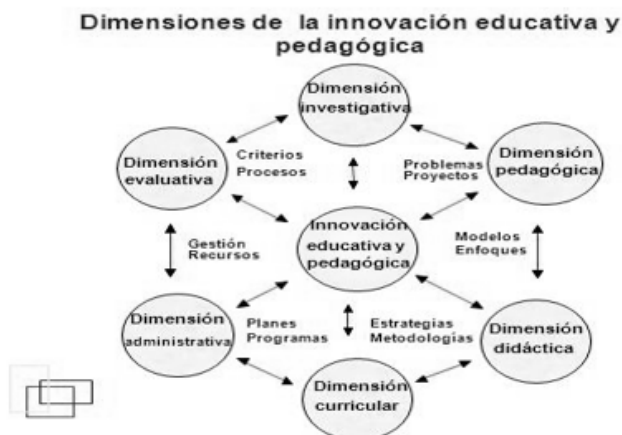 Dimensiones de la innovación educativa y
pedagógica
Dimensión
investigativa
Dimensión
evaluativa
Criterios
Procesos
Problemas
Proyectos
Dimensión
pedagógica
Innovación
educativa y
pedagógica
Gestión
Recursos
Modelos
Enfoques
Dimensión
administrativa
Planes
Programas
Estrategias
Metodologías
Dimensión
didáctica
Dimensión
curricular